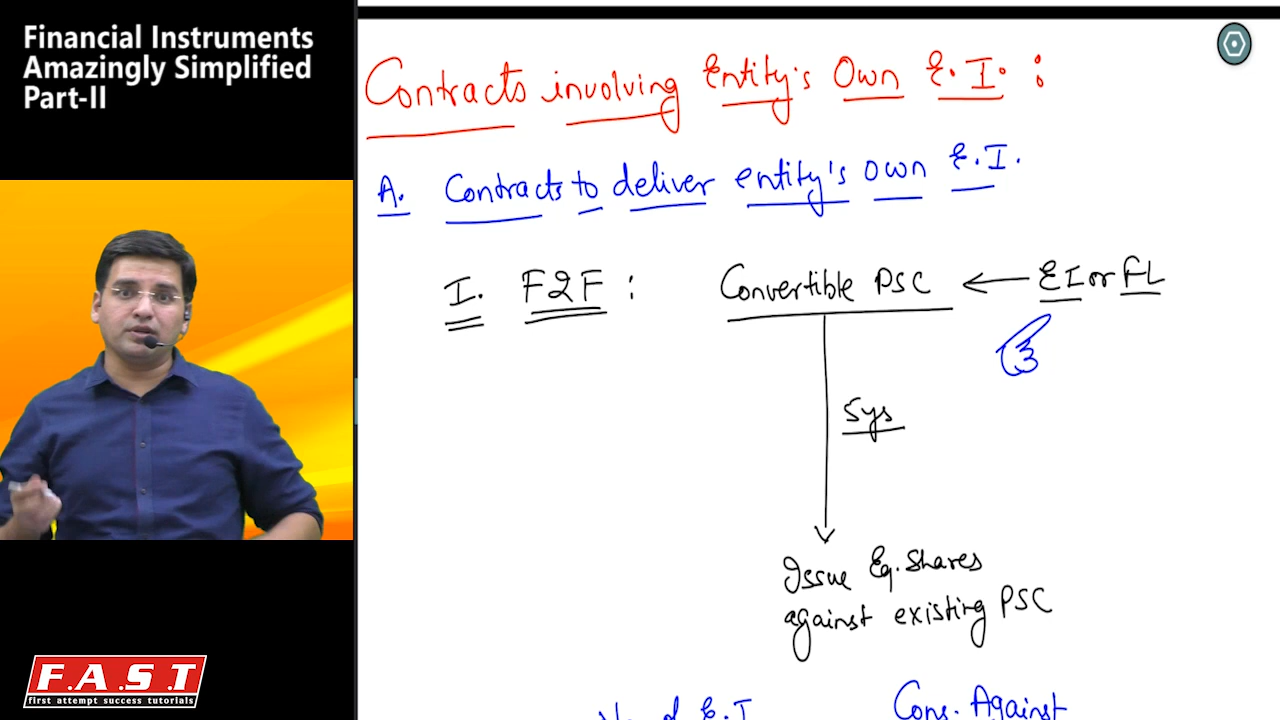 Financial Instruments
Amazingly Simplified
Part-II
F.A.S.T
first attempt success tutorials
Contracts involving Entity's Own E.I. :
A. Contracts to deliver entity's own E.I.
I. F2F : Convertible PSC ← EI or FL
5ys
Issue Eq. Shares
against existing PSC
E.I
Cons. Against